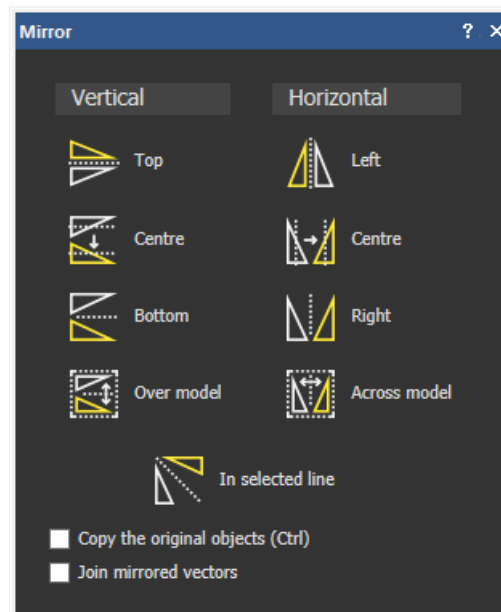 Mirror ? ×
Vertical Horizontal
Top Left
Centre Centre
Bottom Right
Over model Across model
In selected line
Copy the original objects (Ctrl)
Join mirrored vectors